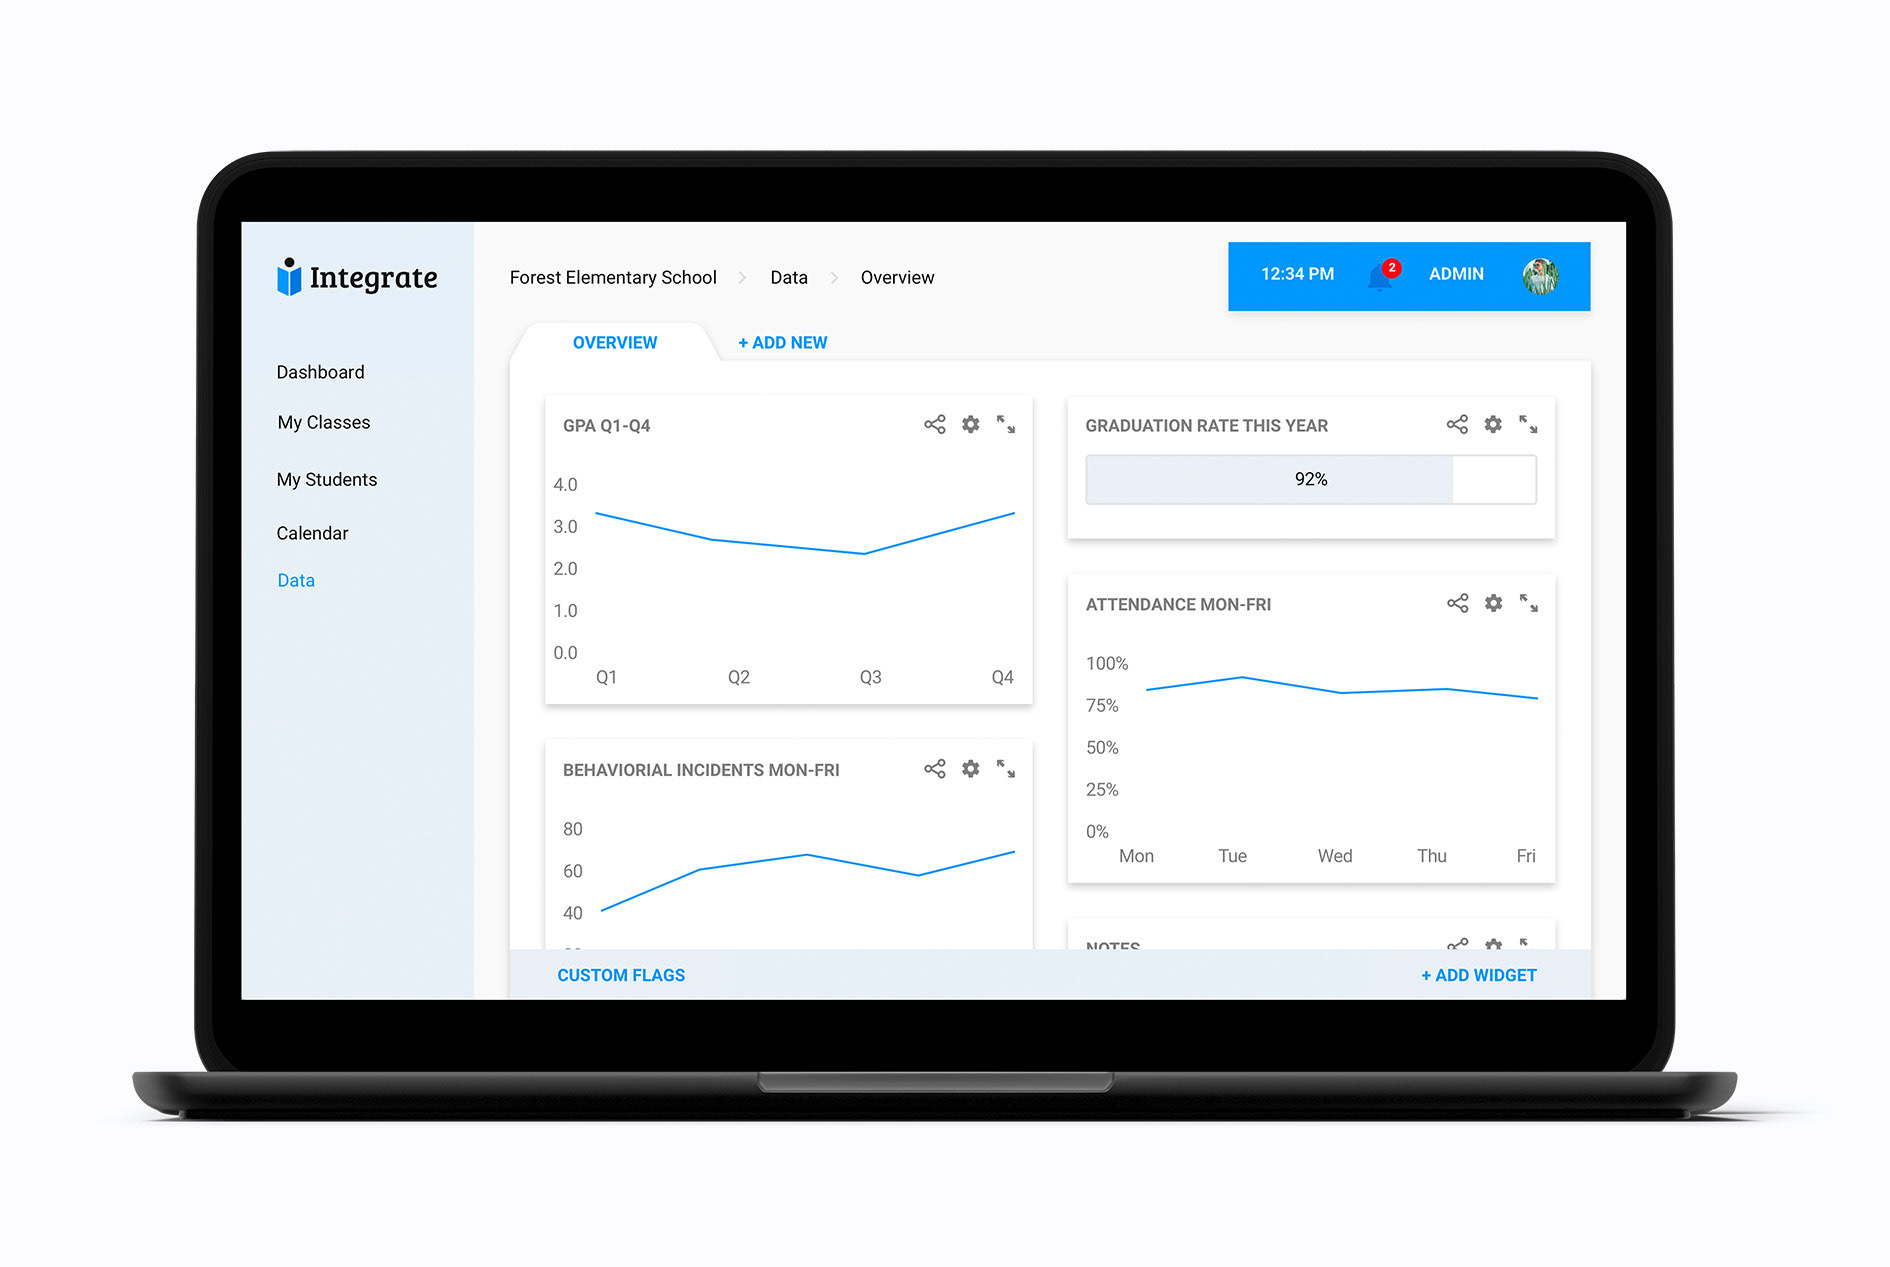 Integrate
Dashboard
My Classes
My Students
Calendar
Data
Forest Elementary School > Data > Overview
12:34 PM 2 ADMIN
OVERVIEW + ADD NEW
GPA Q1-Q4
4.0
3.0
2.0
1.0
0.0
Q1 Q2 Q3 Q4
BEHAVIORIAL INCIDENTS MON-FRI
80
60
40
GRADUATION RATE THIS YEAR
92%
ATTENDANCE MON-FRI
100%
75%
50%
25%
0%
Mon Tue Wed Thu Fri
NOTES
CUSTOM FLAGS + ADD WIDGET